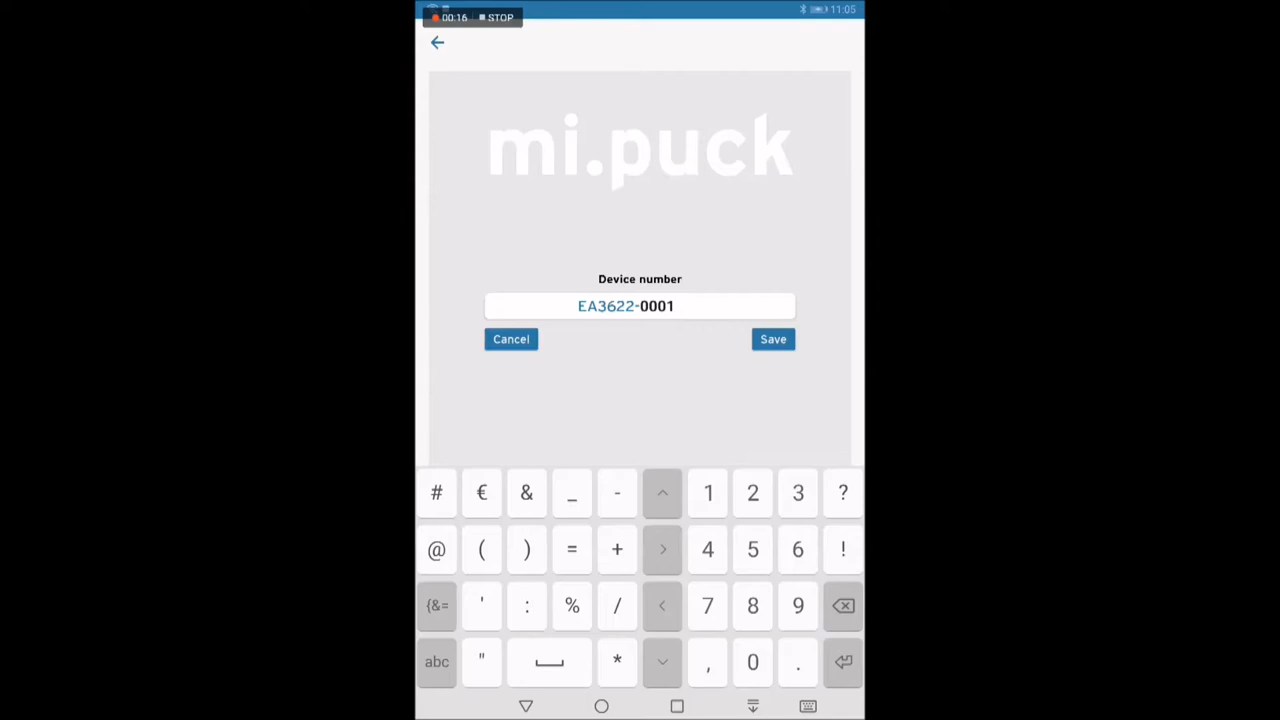 00:16 STOP 11:05
mi.puck
Device number
EA3622-0001
Cancel Save
# € & _ - ^ 1 2 3 ?
@ ( ) = + > 4 5 6 !
{&= ' : % / < 7 8 9
abc " * , 0 .